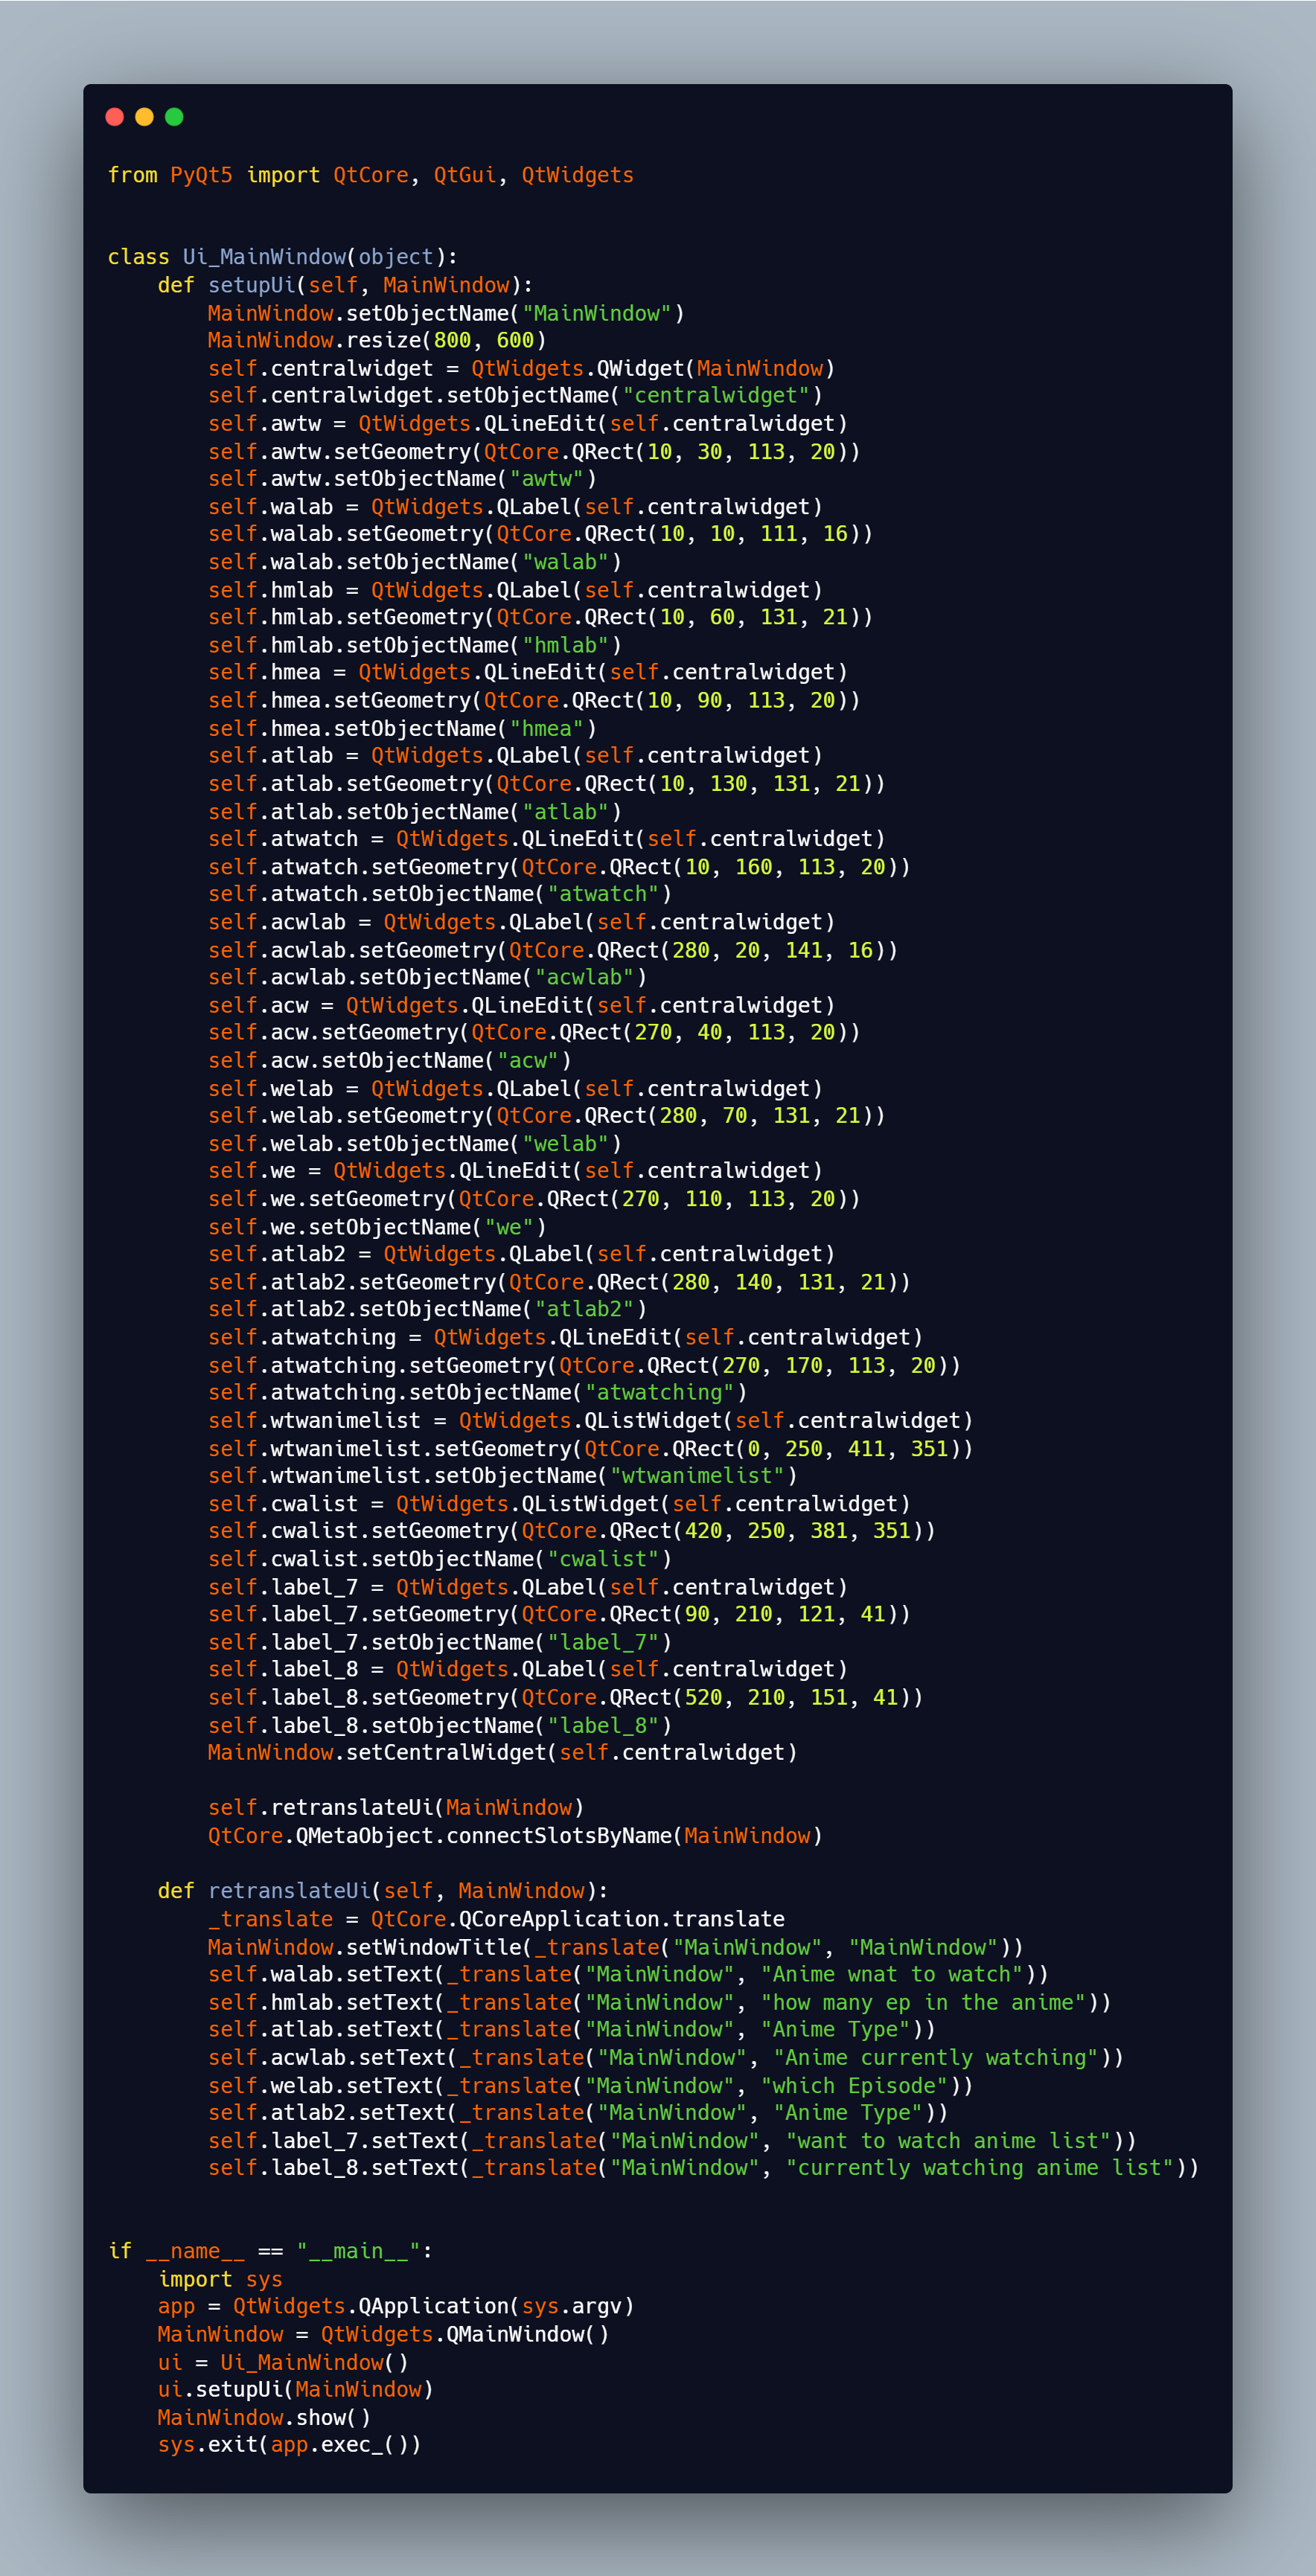 from PyQt5 import QtCore, QtGui, QtWidgets


class Ui_MainWindow(object):
    def setupUi(self, MainWindow):
        MainWindow.setObjectName("MainWindow")
        MainWindow.resize(800, 600)
        self.centralwidget = QtWidgets.QWidget(MainWindow)
        self.centralwidget.setObjectName("centralwidget")
        self.awtw = QtWidgets.QLineEdit(self.centralwidget)
        self.awtw.setGeometry(QtCore.QRect(10, 30, 113, 20))
        self.awtw.setObjectName("awtw")
        self.walab = QtWidgets.QLabel(self.centralwidget)
        self.walab.setGeometry(QtCore.QRect(10, 10, 111, 16))
        self.walab.setObjectName("walab")
        self.hmlab = QtWidgets.QLabel(self.centralwidget)
        self.hmlab.setGeometry(QtCore.QRect(10, 60, 131, 21))
        self.hmlab.setObjectName("hmlab")
        self.hmea = QtWidgets.QLineEdit(self.centralwidget)
        self.hmea.setGeometry(QtCore.QRect(10, 90, 113, 20))
        self.hmea.setObjectName("hmea")
        self.atlab = QtWidgets.QLabel(self.centralwidget)
        self.atlab.setGeometry(QtCore.QRect(10, 130, 131, 21))
        self.atlab.setObjectName("atlab")
        self.atwatch = QtWidgets.QLineEdit(self.centralwidget)
        self.atwatch.setGeometry(QtCore.QRect(10, 160, 113, 20))
        self.atwatch.setObjectName("atwatch")
        self.acwlab = QtWidgets.QLabel(self.centralwidget)
        self.acwlab.setGeometry(QtCore.QRect(280, 20, 141, 16))
        self.acwlab.setObjectName("acwlab")
        self.acw = QtWidgets.QLineEdit(self.centralwidget)
        self.acw.setGeometry(QtCore.QRect(270, 40, 113, 20))
        self.acw.setObjectName("acw")
        self.welab = QtWidgets.QLabel(self.centralwidget)
        self.welab.setGeometry(QtCore.QRect(280, 70, 131, 21))
        self.welab.setObjectName("welab")
        self.we = QtWidgets.QLineEdit(self.centralwidget)
        self.we.setGeometry(QtCore.QRect(270, 110, 113, 20))
        self.we.setObjectName("we")
        self.atlab2 = QtWidgets.QLabel(self.centralwidget)
        self.atlab2.setGeometry(QtCore.QRect(280, 140, 131, 21))
        self.atlab2.setObjectName("atlab2")
        self.atwatching = QtWidgets.QLineEdit(self.centralwidget)
        self.atwatching.setGeometry(QtCore.QRect(270, 170, 113, 20))
        self.atwatching.setObjectName("atwatching")
        self.wtwanimelist = QtWidgets.QListWidget(self.centralwidget)
        self.wtwanimelist.setGeometry(QtCore.QRect(0, 250, 411, 351))
        self.wtwanimelist.setObjectName("wtwanimelist")
        self.cwalist = QtWidgets.QListWidget(self.centralwidget)
        self.cwalist.setGeometry(QtCore.QRect(420, 250, 381, 351))
        self.cwalist.setObjectName("cwalist")
        self.label_7 = QtWidgets.QLabel(self.centralwidget)
        self.label_7.setGeometry(QtCore.QRect(90, 210, 121, 41))
        self.label_7.setObjectName("label_7")
        self.label_8 = QtWidgets.QLabel(self.centralwidget)
        self.label_8.setGeometry(QtCore.QRect(520, 210, 151, 41))
        self.label_8.setObjectName("label_8")
        MainWindow.setCentralWidget(self.centralwidget)

        self.retranslateUi(MainWindow)
        QtCore.QMetaObject.connectSlotsByName(MainWindow)

    def retranslateUi(self, MainWindow):
        _translate = QtCore.QCoreApplication.translate
        MainWindow.setWindowTitle(_translate("MainWindow", "MainWindow"))
        self.walab.setText(_translate("MainWindow", "Anime wnat to watch"))
        self.hmlab.setText(_translate("MainWindow", "how many ep in the anime"))
        self.atlab.setText(_translate("MainWindow", "Anime Type"))
        self.acwlab.setText(_translate("MainWindow", "Anime currently watching"))
        self.welab.setText(_translate("MainWindow", "which Episode"))
        self.atlab2.setText(_translate("MainWindow", "Anime Type"))
        self.label_7.setText(_translate("MainWindow", "want to watch anime list"))
        self.label_8.setText(_translate("MainWindow", "currently watching anime list"))


if __name__ == "__main__":
    import sys
    app = QtWidgets.QApplication(sys.argv)
    MainWindow = QtWidgets.QMainWindow()
    ui = Ui_MainWindow()
    ui.setupUi(MainWindow)
    MainWindow.show()
    sys.exit(app.exec_())